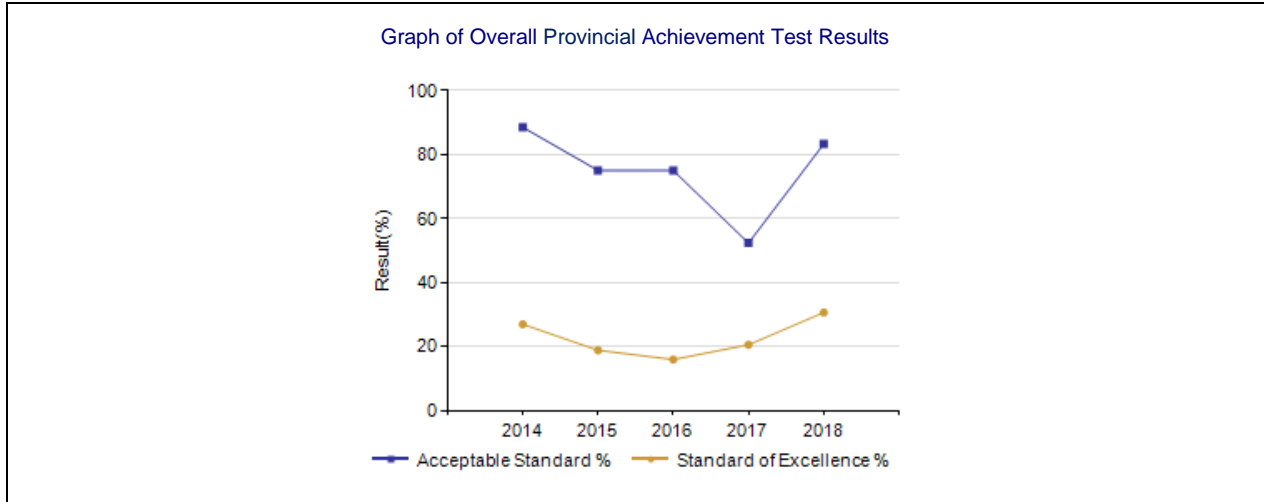 Graph of Overall Provincial Achievement Test Results
100
80
60
40
20
0
Result(%)
2014 2015 2016 2017 2018
Acceptable Standard % Standard of Excellence %